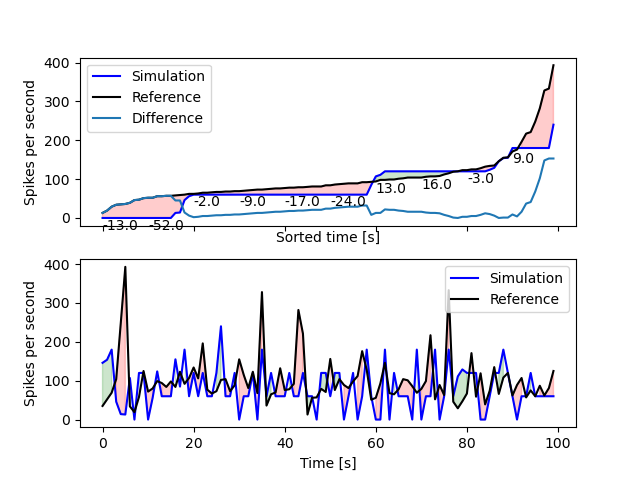 400
300
200
100
0
Spikes per second
Simulation
Reference
Difference
-13.0 -52.0 -2.0 -9.0 -17.0 -24.0 13.0 16.0 -3.0 9.0
Sorted time [s]
400
300
200
100
0
Spikes per second
Simulation
Reference
0 20 40 60 80 100
Time [s]